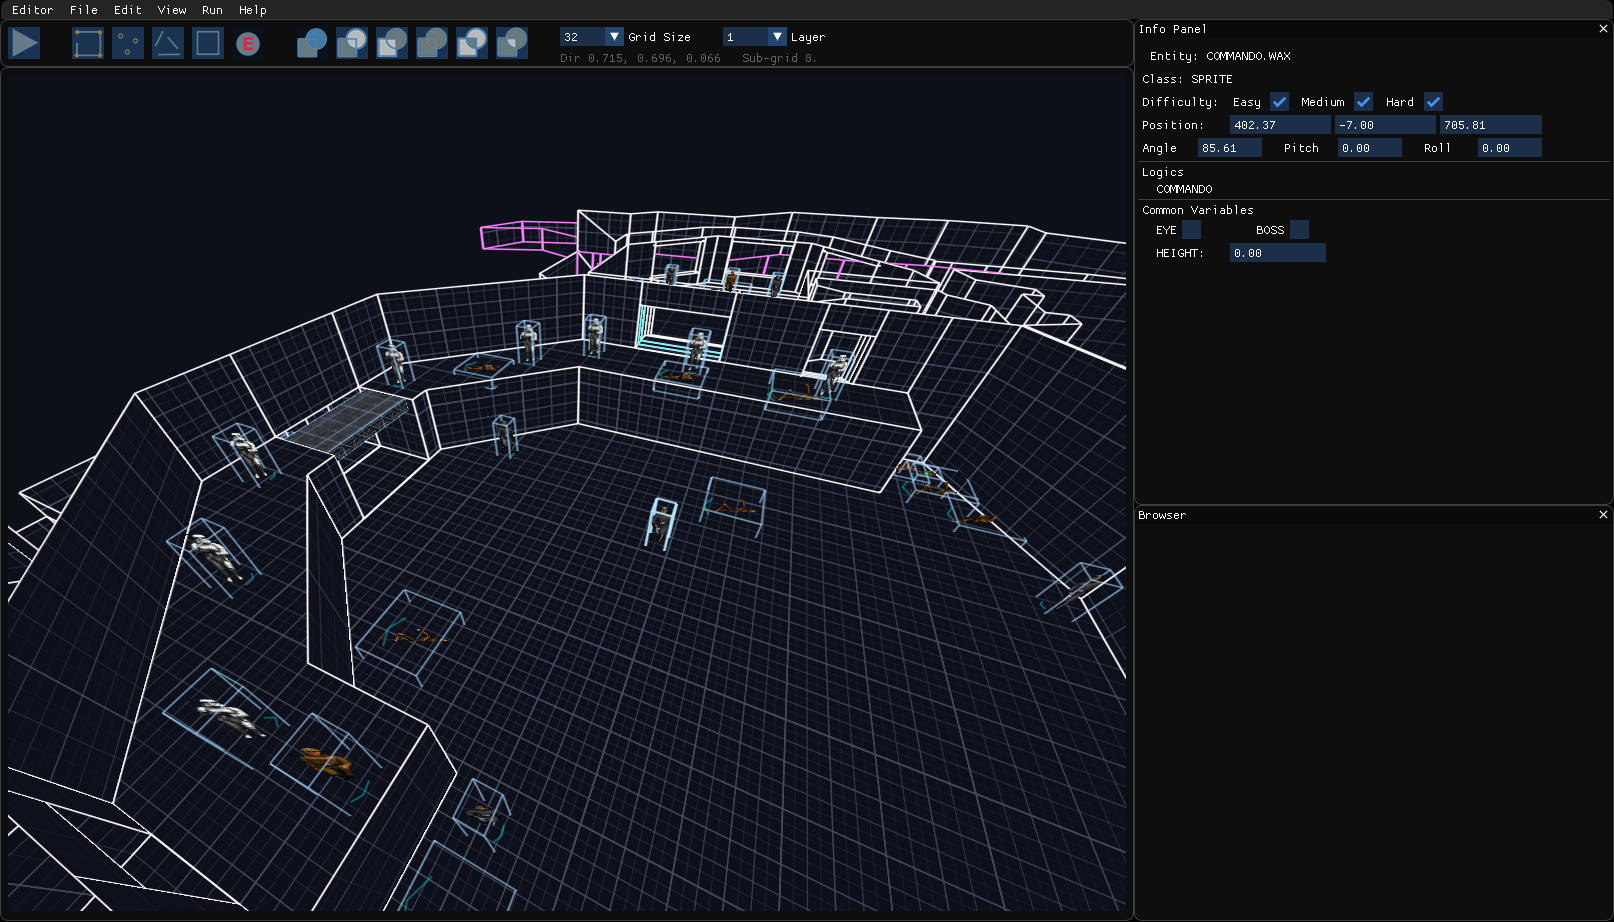 Editor File Edit View Run Help
E
32 Grid Size 1 Layer
Dir 0.715, 0.696, 0.066 Sub-grid 8.
Info Panel
Entity: COMMANDO.WAX
Class: SPRITE
Difficulty: Easy Medium Hard
Position: 402.37 -7.00 705.81
Angle 85.61 Pitch 0.00 Roll 0.00
Logics
COMMANDO
Common Variables
EYE BOSS
HEIGHT: 0.00
Browser